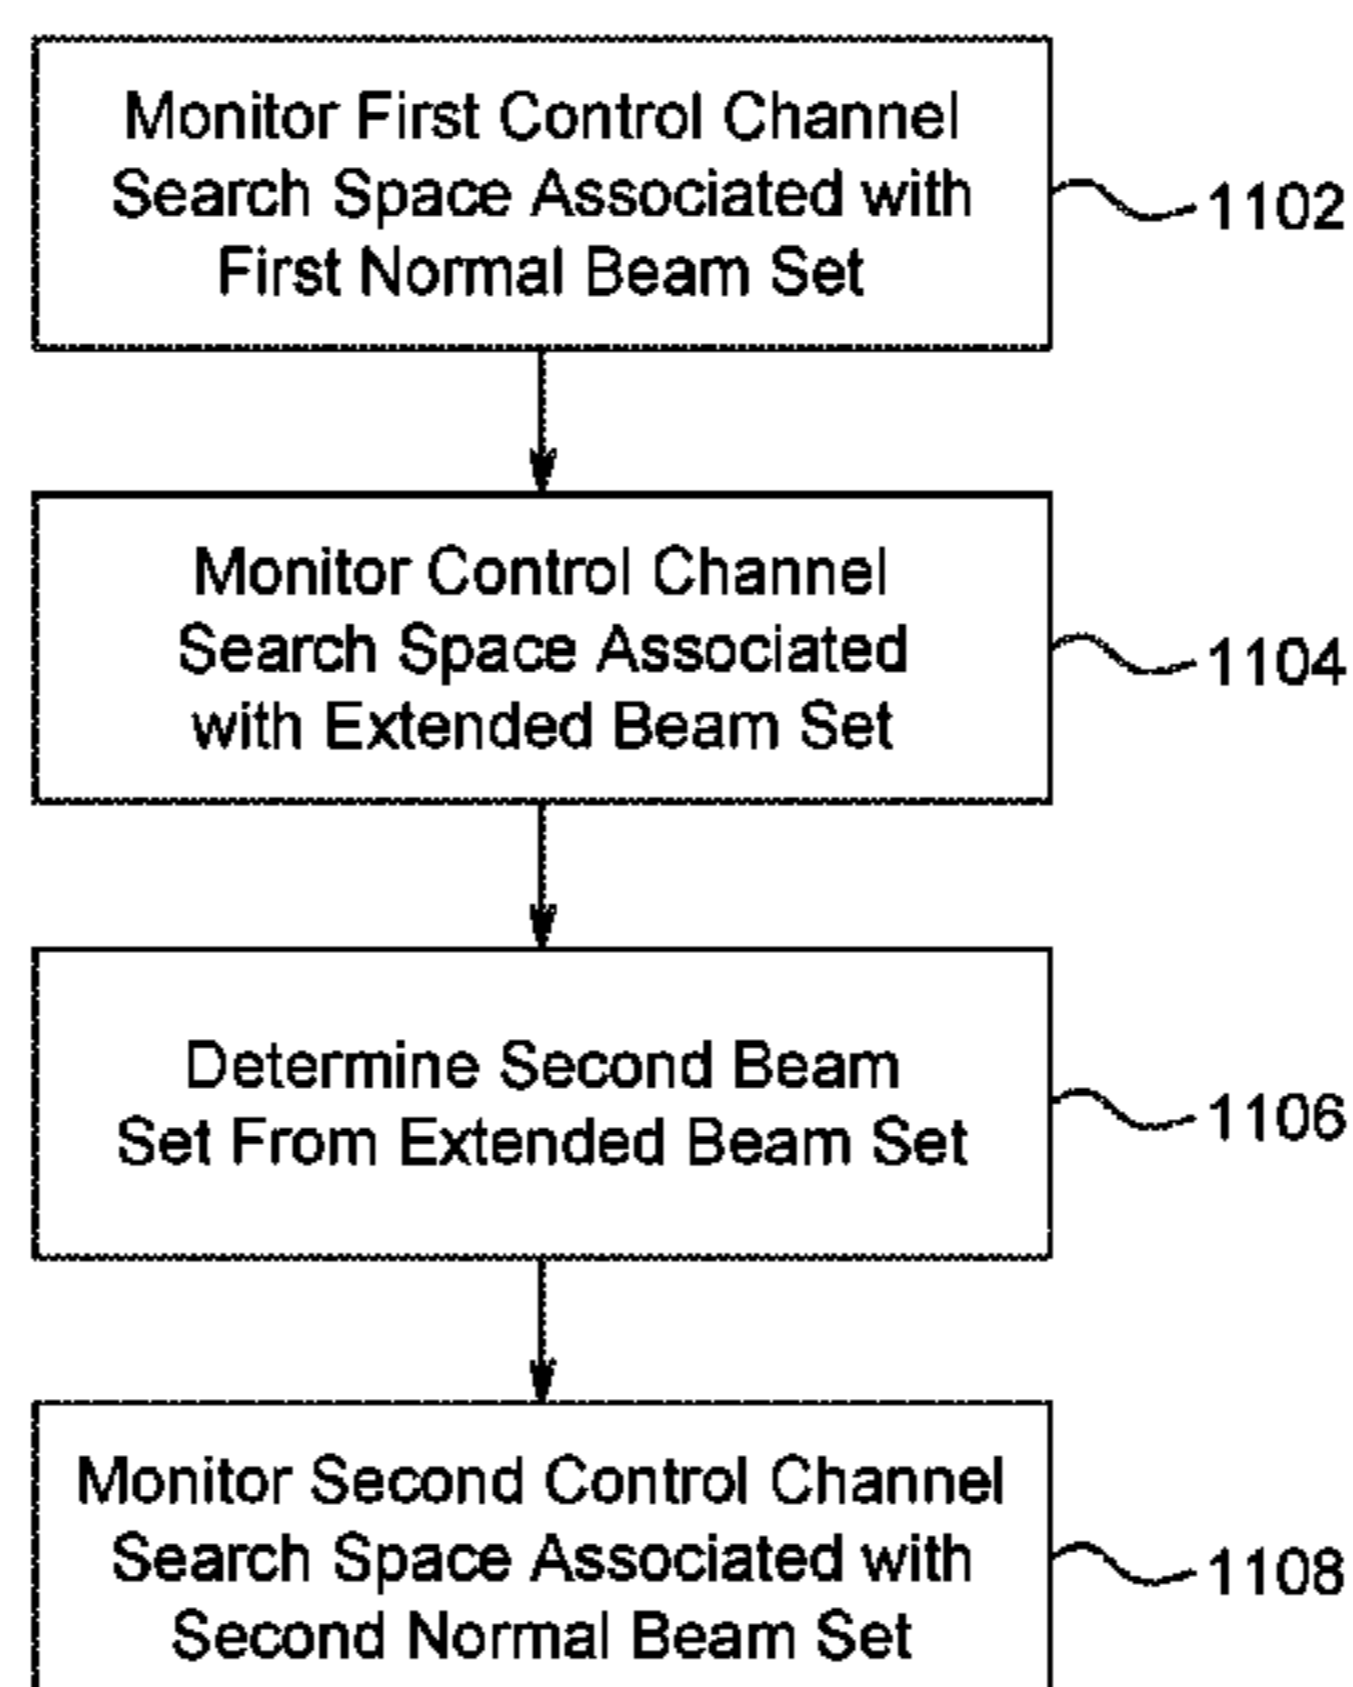 Monitor First Control Channel
Search Space Associated with
First Normal Beam Set
1102
Monitor Control Channel
Search Space Associated
with Extended Beam Set
1104
Determine Second Beam
Set From Extended Beam Set
1106
Monitor Second Control Channel
Search Space Associated with
Second Normal Beam Set
1108